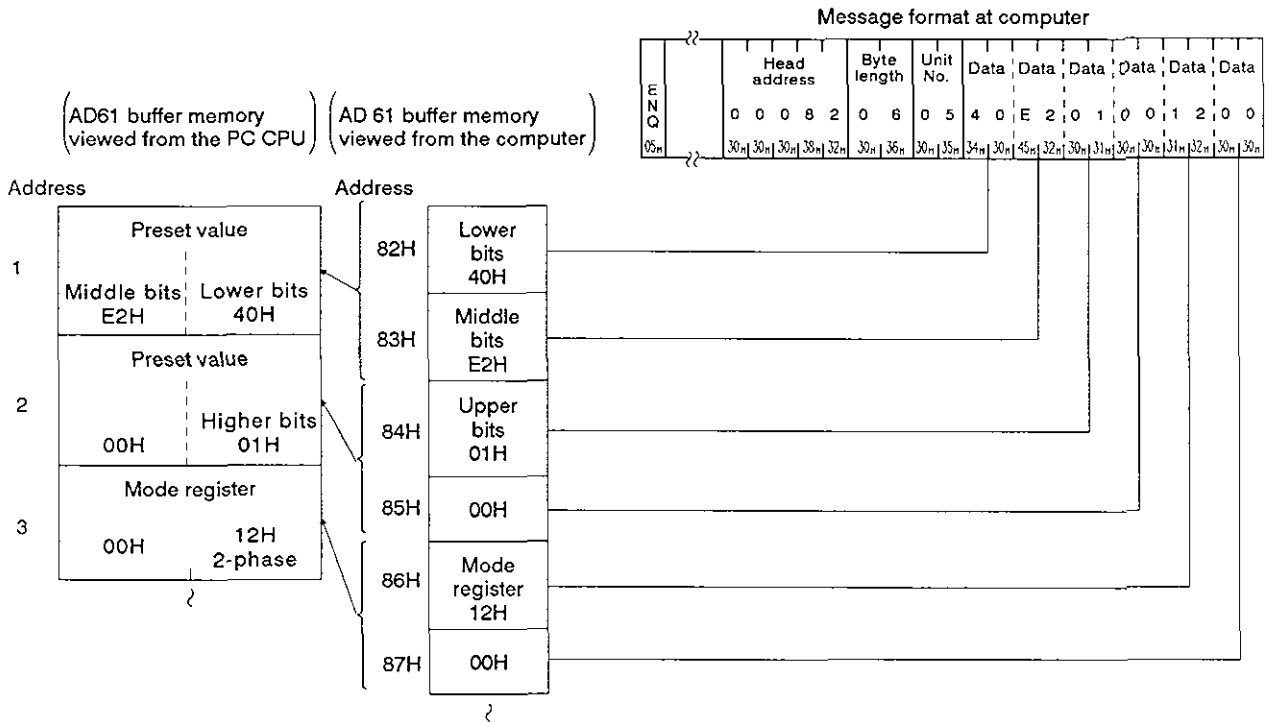 Message format at computer
Head address
Byte length
Unit No.
Data Data Data Data Data Data
ENQ
0 0 0 8 2 0 6 0 5 4 0 E 2 0 1 0 0 1 2 0 0
05H 30H 30H 30H 38H 32H 30H 36H 30H 35H 34H 30H 45H 32H 30H 31H 30H 30H 31H 32H 30H 30H
(AD61 buffer memory
viewed from the PC CPU)
(AD 61 buffer memory
viewed from the computer)
Address
1
Preset value
Middle bits
E2H
Lower bits
40H
2
Preset value
00H
Higher bits
01H
3
Mode register
00H
12H
2-phase
Address
82H
Lower
bits
40H
83H
Middle
bits
E2H
84H
Upper
bits
01H
85H
00H
86H
Mode
register
12H
87H
00H